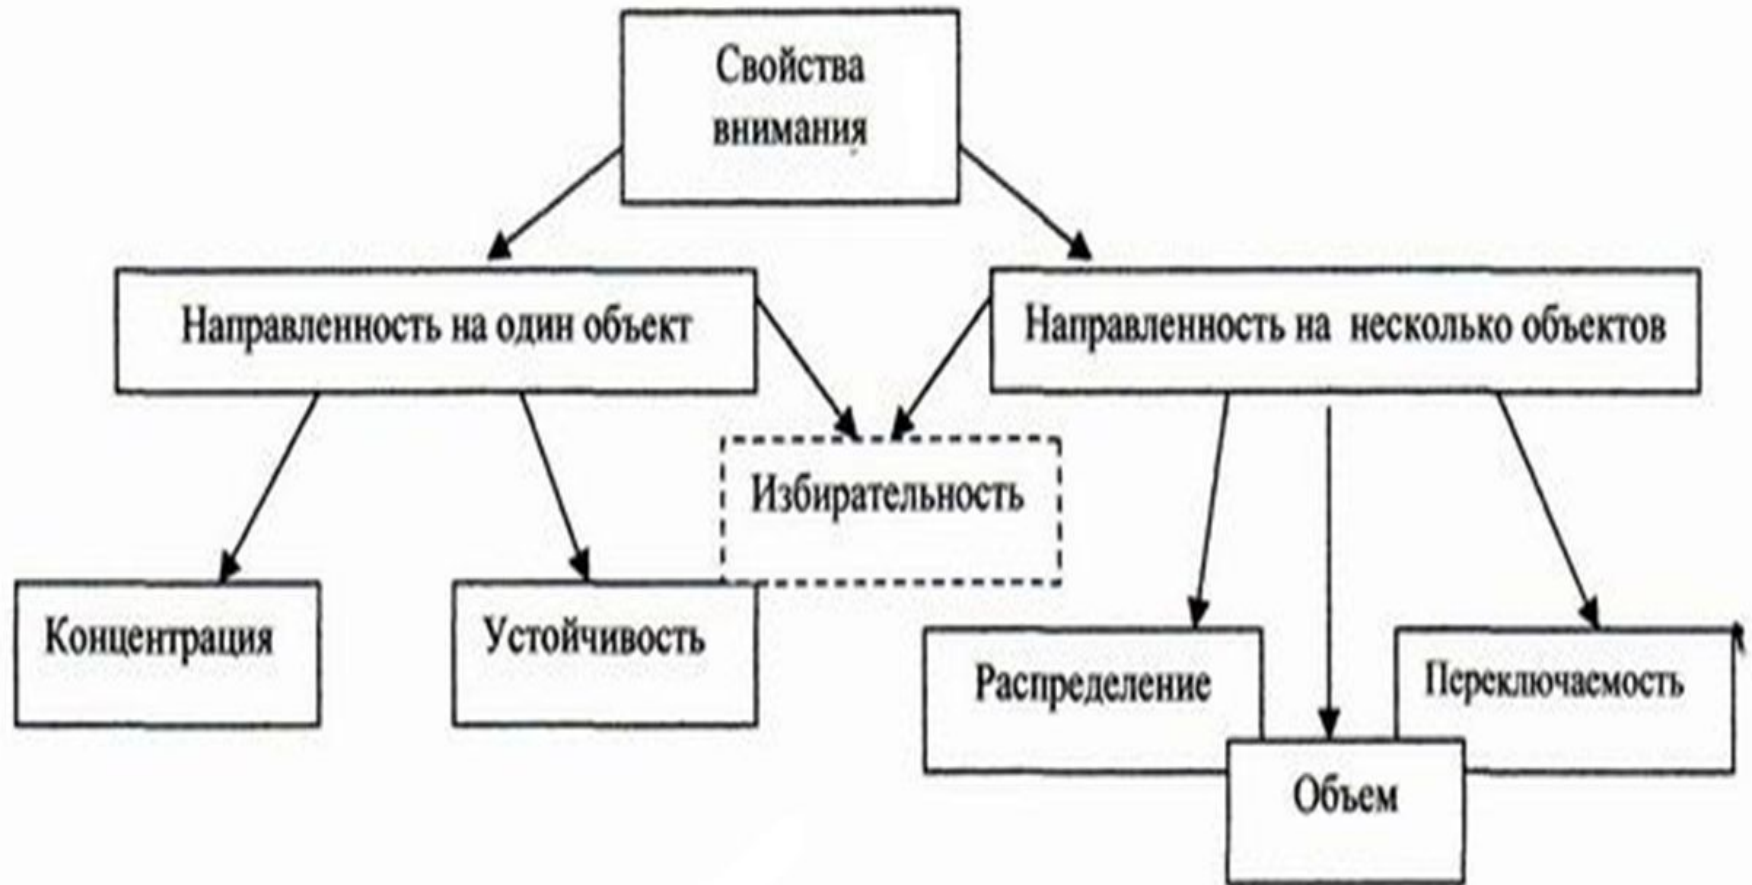 Свойства
внимания
Направленность на один объект
Направленность на несколько объектов
Избирательность
Концентрация
Устойчивость
Распределение
Переключаемость
Объем